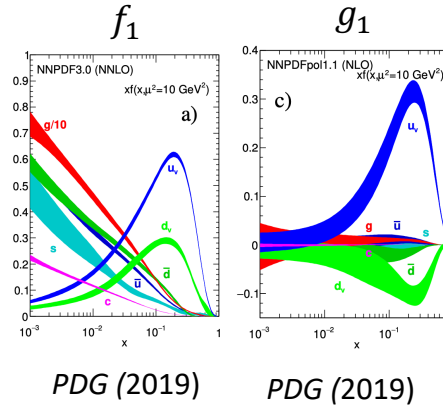 f₁
NNPDF3.0 (NNLO)
xf(x,μ²=10 GeV²)
a)
g/10
u_v
d_v
s
c
ū
d̄
1
0.9
0.8
0.7
0.6
0.5
0.4
0.3
0.2
0.1
0
10⁻³
10⁻²
10⁻¹
1
x
PDG (2019)
g₁
NNPDFpol1.1 (NLO)
xf(x,μ²=10 GeV²)
c)
u_v
g
ū
s
c
d̄
d_v
0.4
0.3
0.2
0.1
0
−0.1
10⁻³
10⁻²
10⁻¹
1
x
PDG (2019)